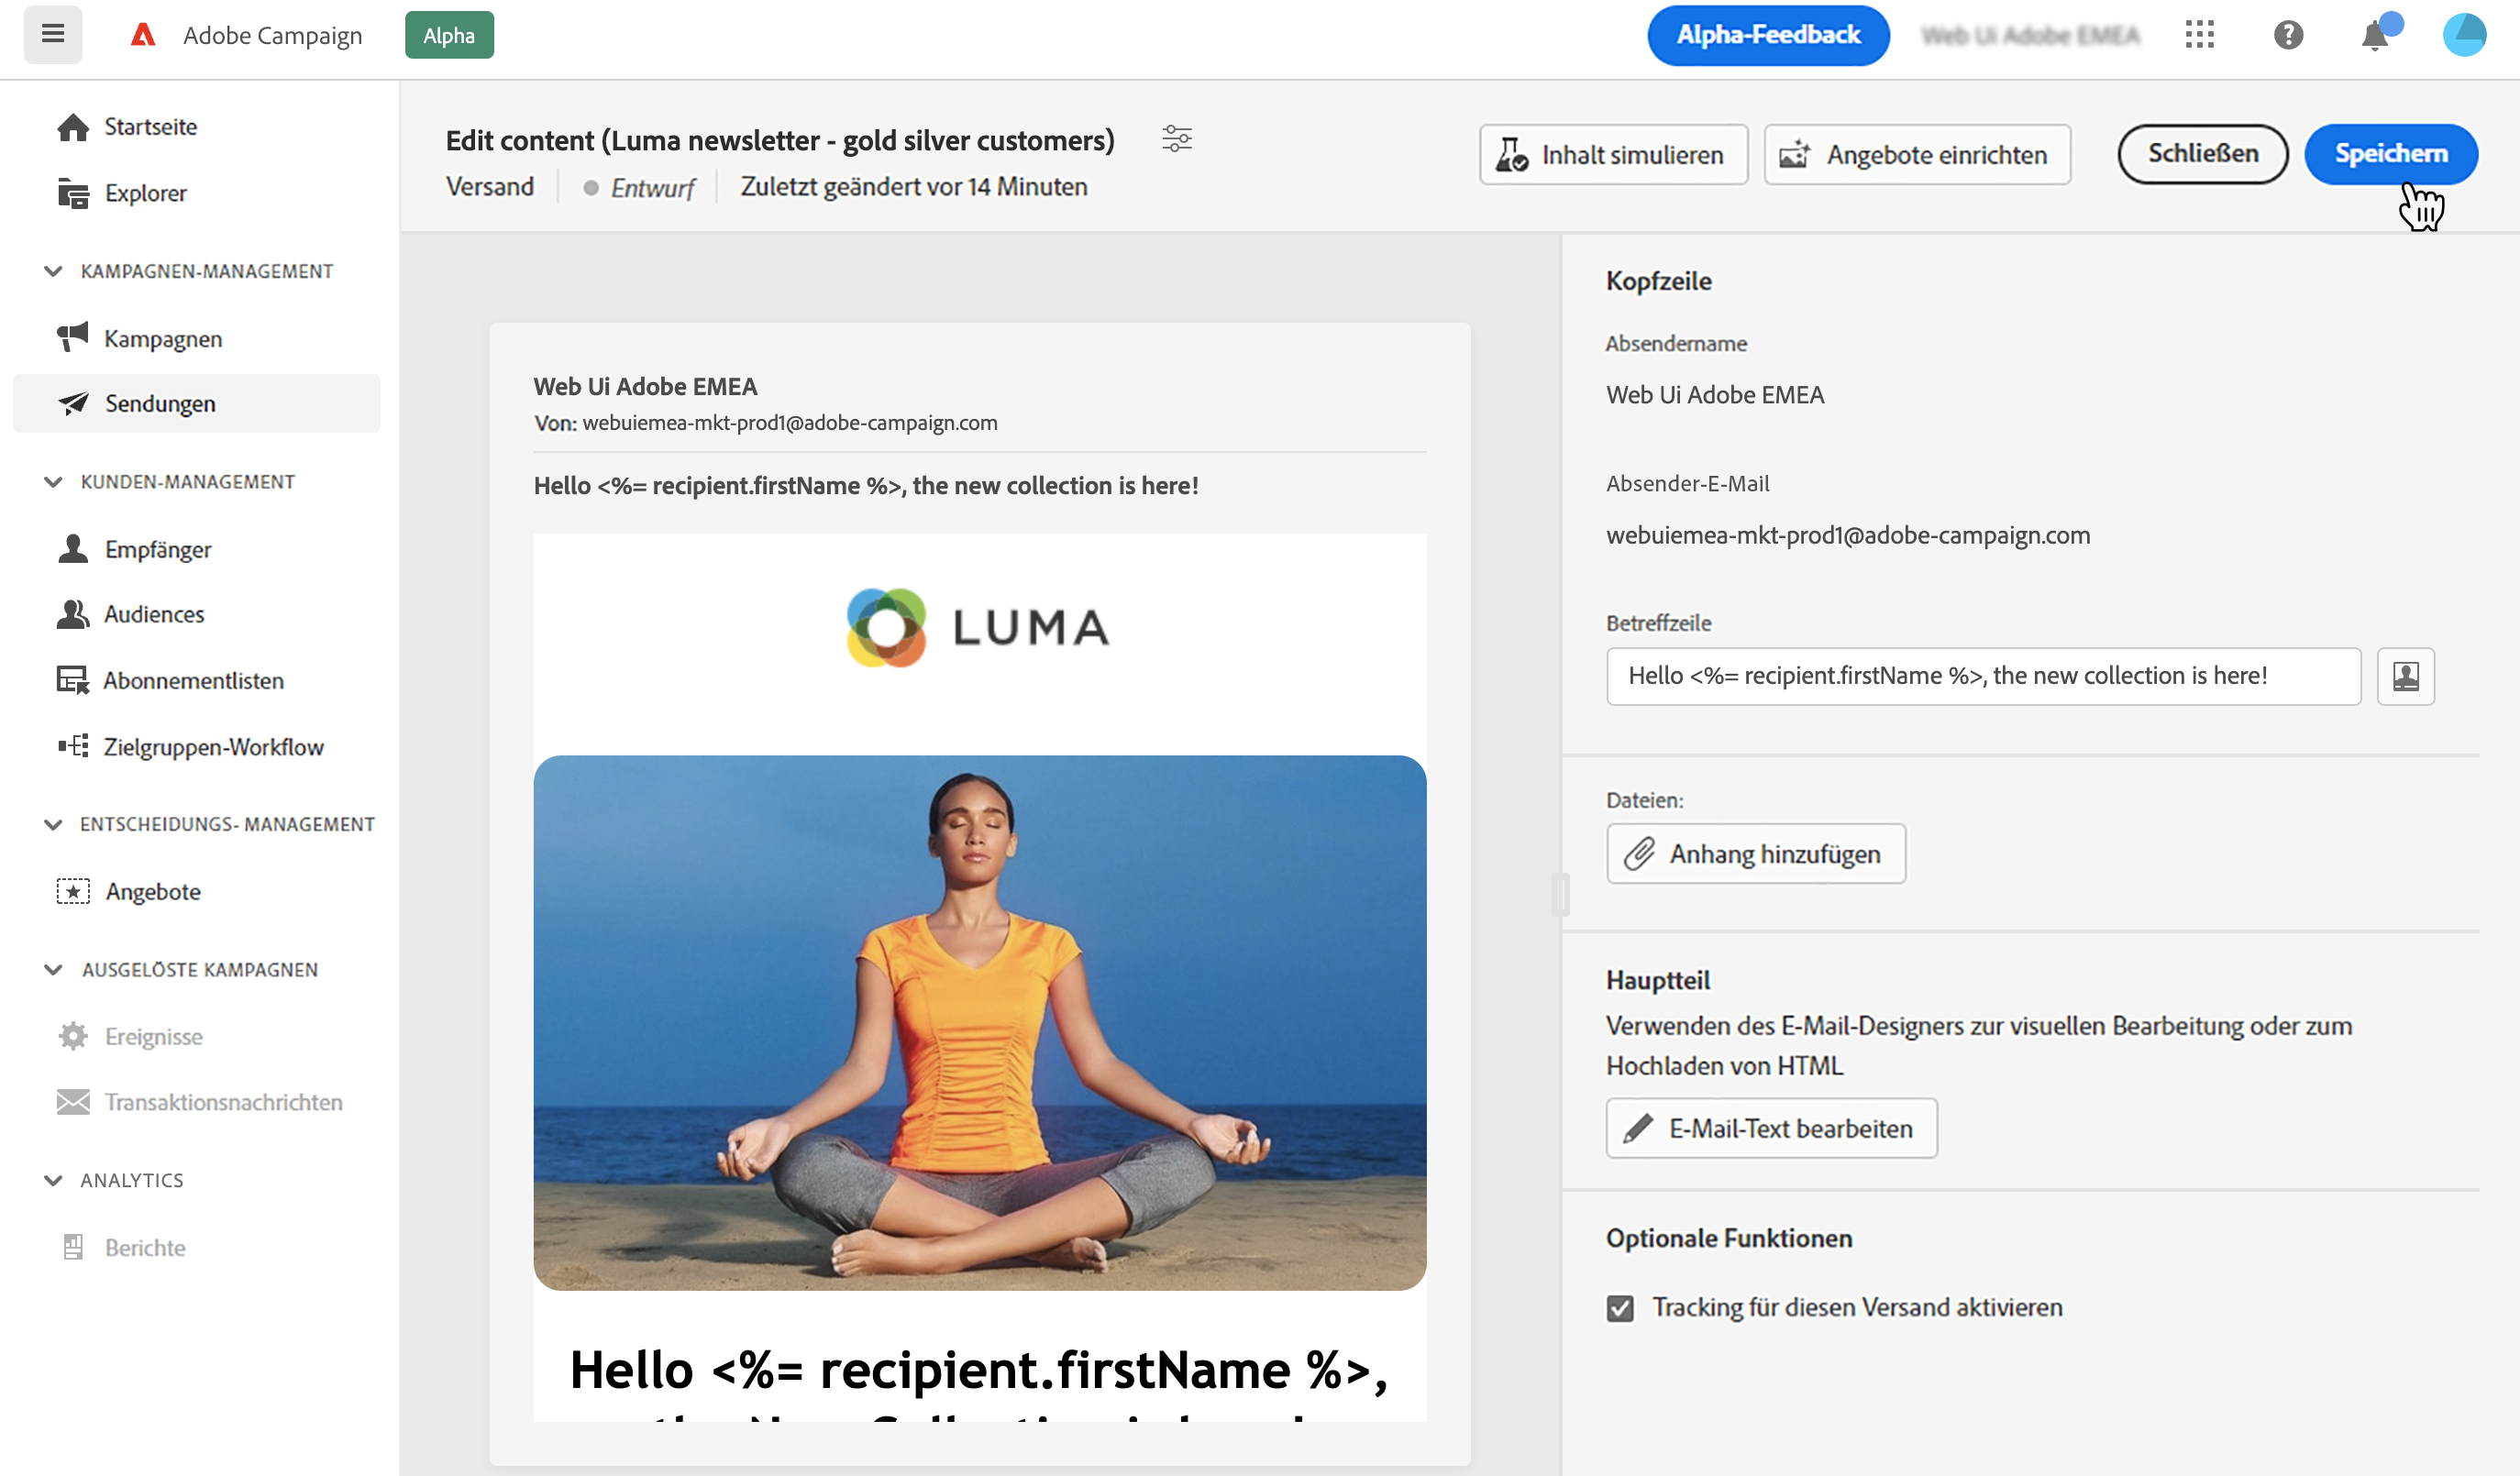 Adobe Campaign
Alpha
Alpha-Feedback
Web Ui Adobe EMEA
Startseite
Explorer
KAMPAGNEN-MANAGEMENT
Kampagnen
Sendungen
KUNDEN-MANAGEMENT
Empfänger
Audiences
Abonnementlisten
Zielgruppen-Workflow
ENTSCHEIDUNGS- MANAGEMENT
Angebote
AUSGELÖSTE KAMPAGNEN
Ereignisse
Transaktionsnachrichten
ANALYTICS
Berichte
Edit content (Luma newsletter - gold silver customers)
Versand
Entwurf
Zuletzt geändert vor 14 Minuten
Inhalt simulieren
Angebote einrichten
Schließen
Speichern
Web Ui Adobe EMEA
Von: webuiemea-mkt-prod1@adobe-campaign.com
Hello <%= recipient.firstName %>, the new collection is here!
LUMA
Hello <%= recipient.firstName %>,
Kopfzeile
Absendername
Web Ui Adobe EMEA
Absender-E-Mail
webuiemea-mkt-prod1@adobe-campaign.com
Betreffzeile
Hello <%= recipient.firstName %>, the new collection is here!
Dateien:
Anhang hinzufügen
Hauptteil
Verwenden des E-Mail-Designers zur visuellen Bearbeitung oder zum
Hochladen von HTML
E-Mail-Text bearbeiten
Optionale Funktionen
Tracking für diesen Versand aktivieren